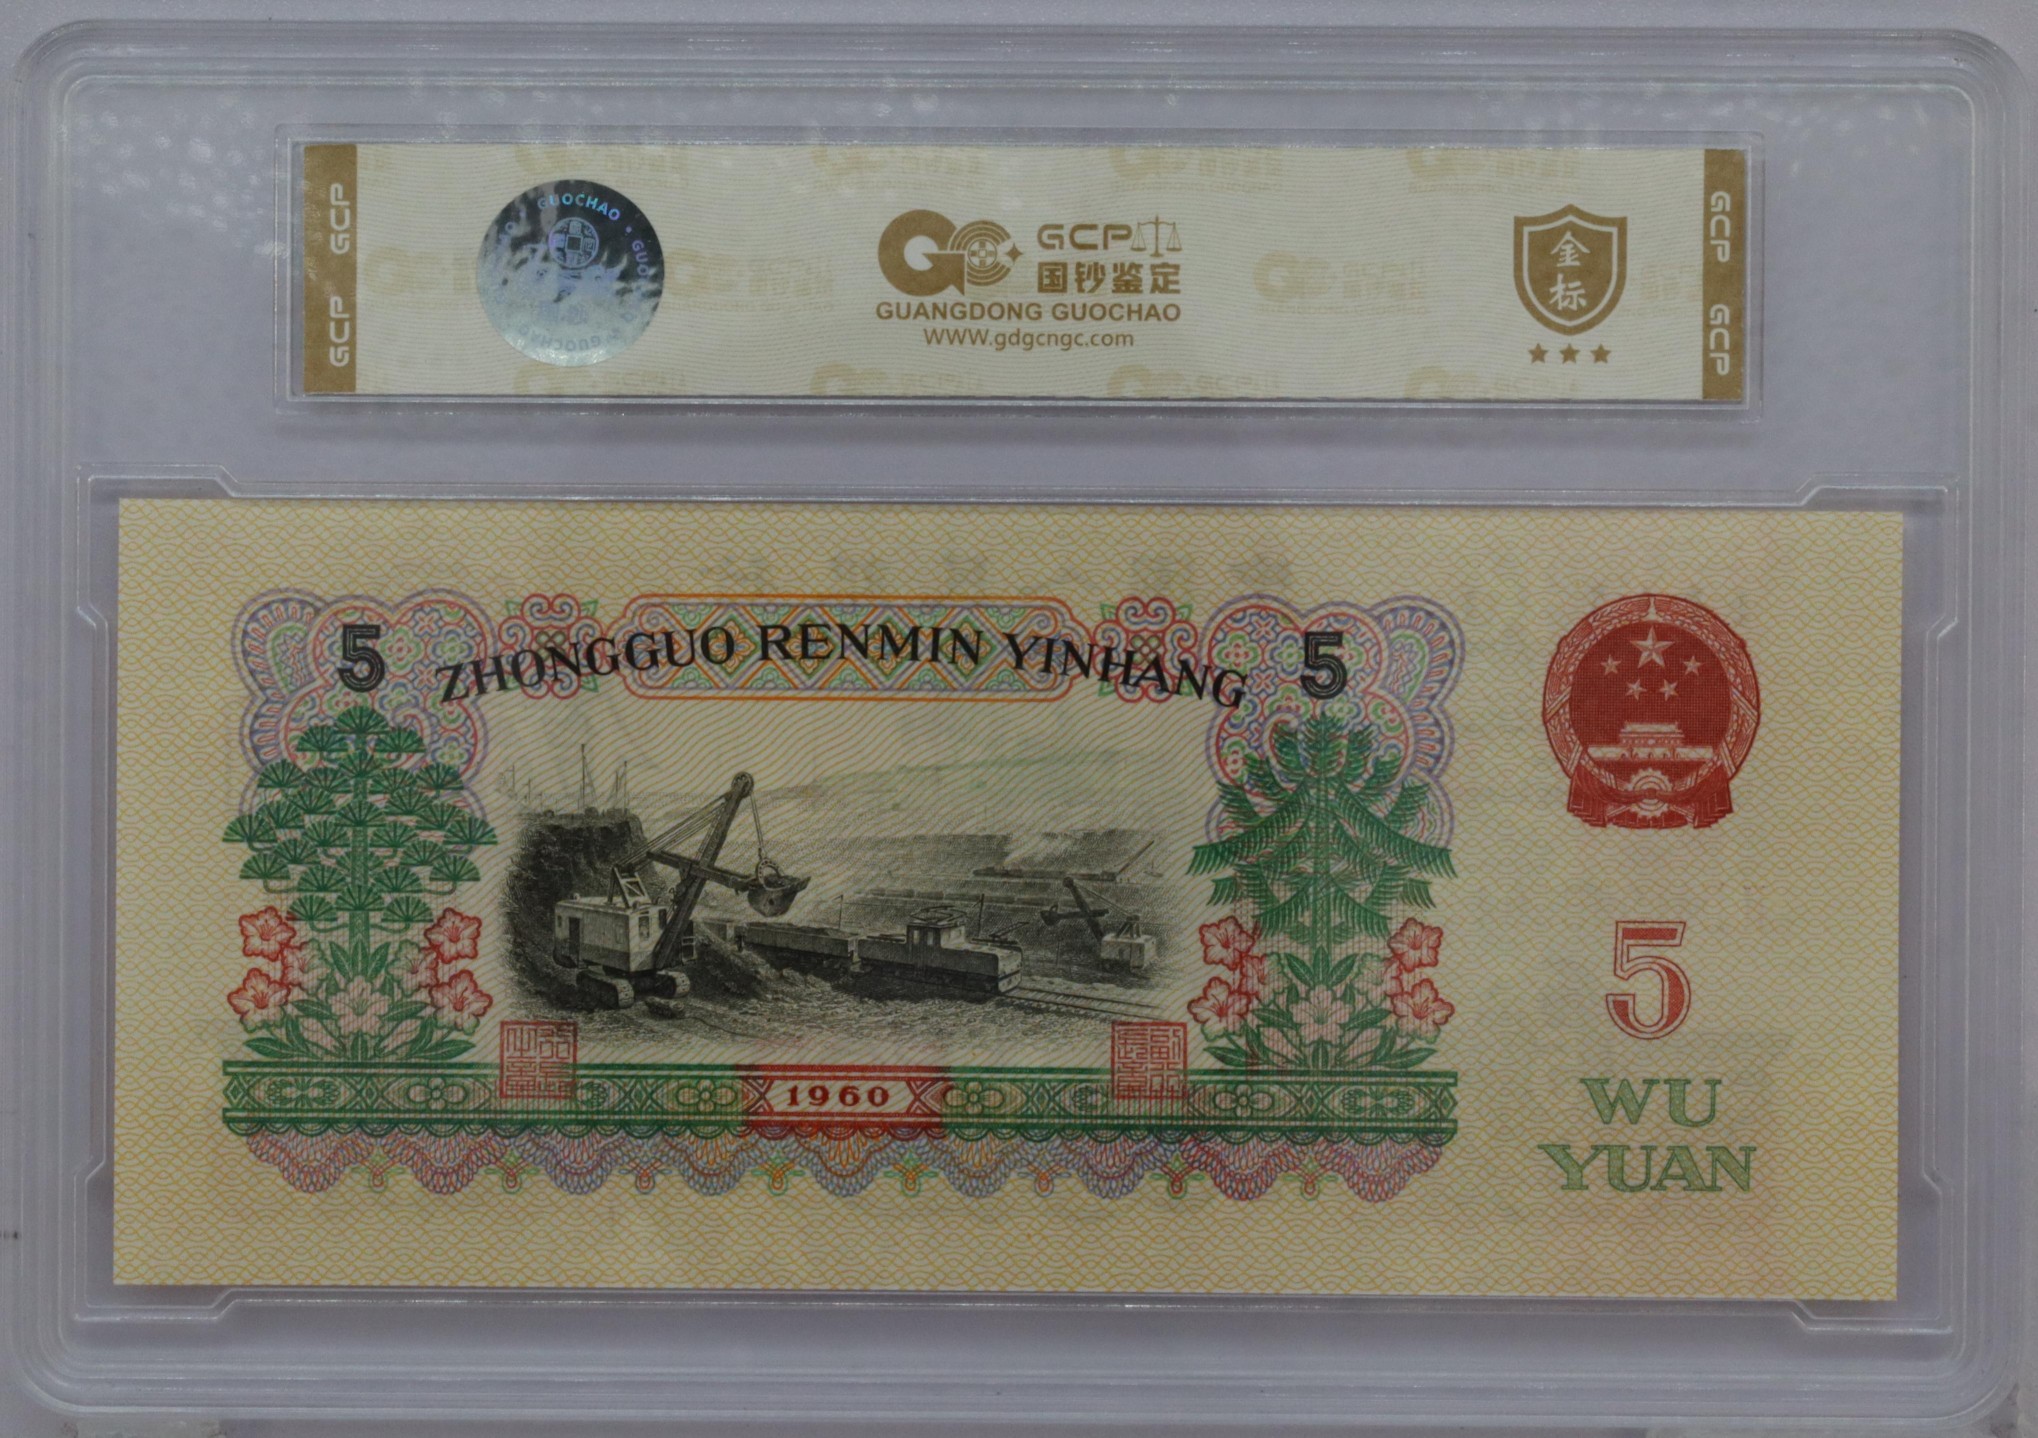 GCP GCP
GUOCHAO
GCP
国钞鉴定
GUANGDONG GUOCHAO
WWW.gdgcngc.com
金标
GCP GCP
5 ZHONGGUO RENMIN YINHANG 5
1960
5
WU
YUAN